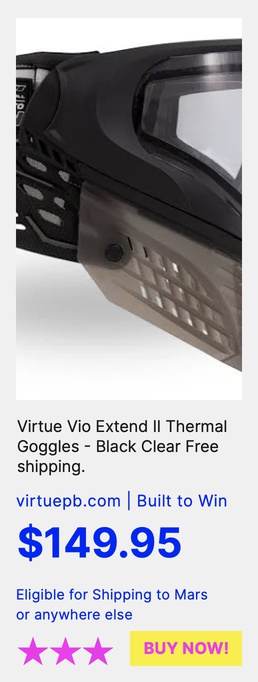 Virtue Vio Extend II Thermal
Goggles - Black Clear Free
shipping.
virtuepb.com | Built to Win
$149.95
Eligible for Shipping to Mars
or anywhere else
BUY NOW!